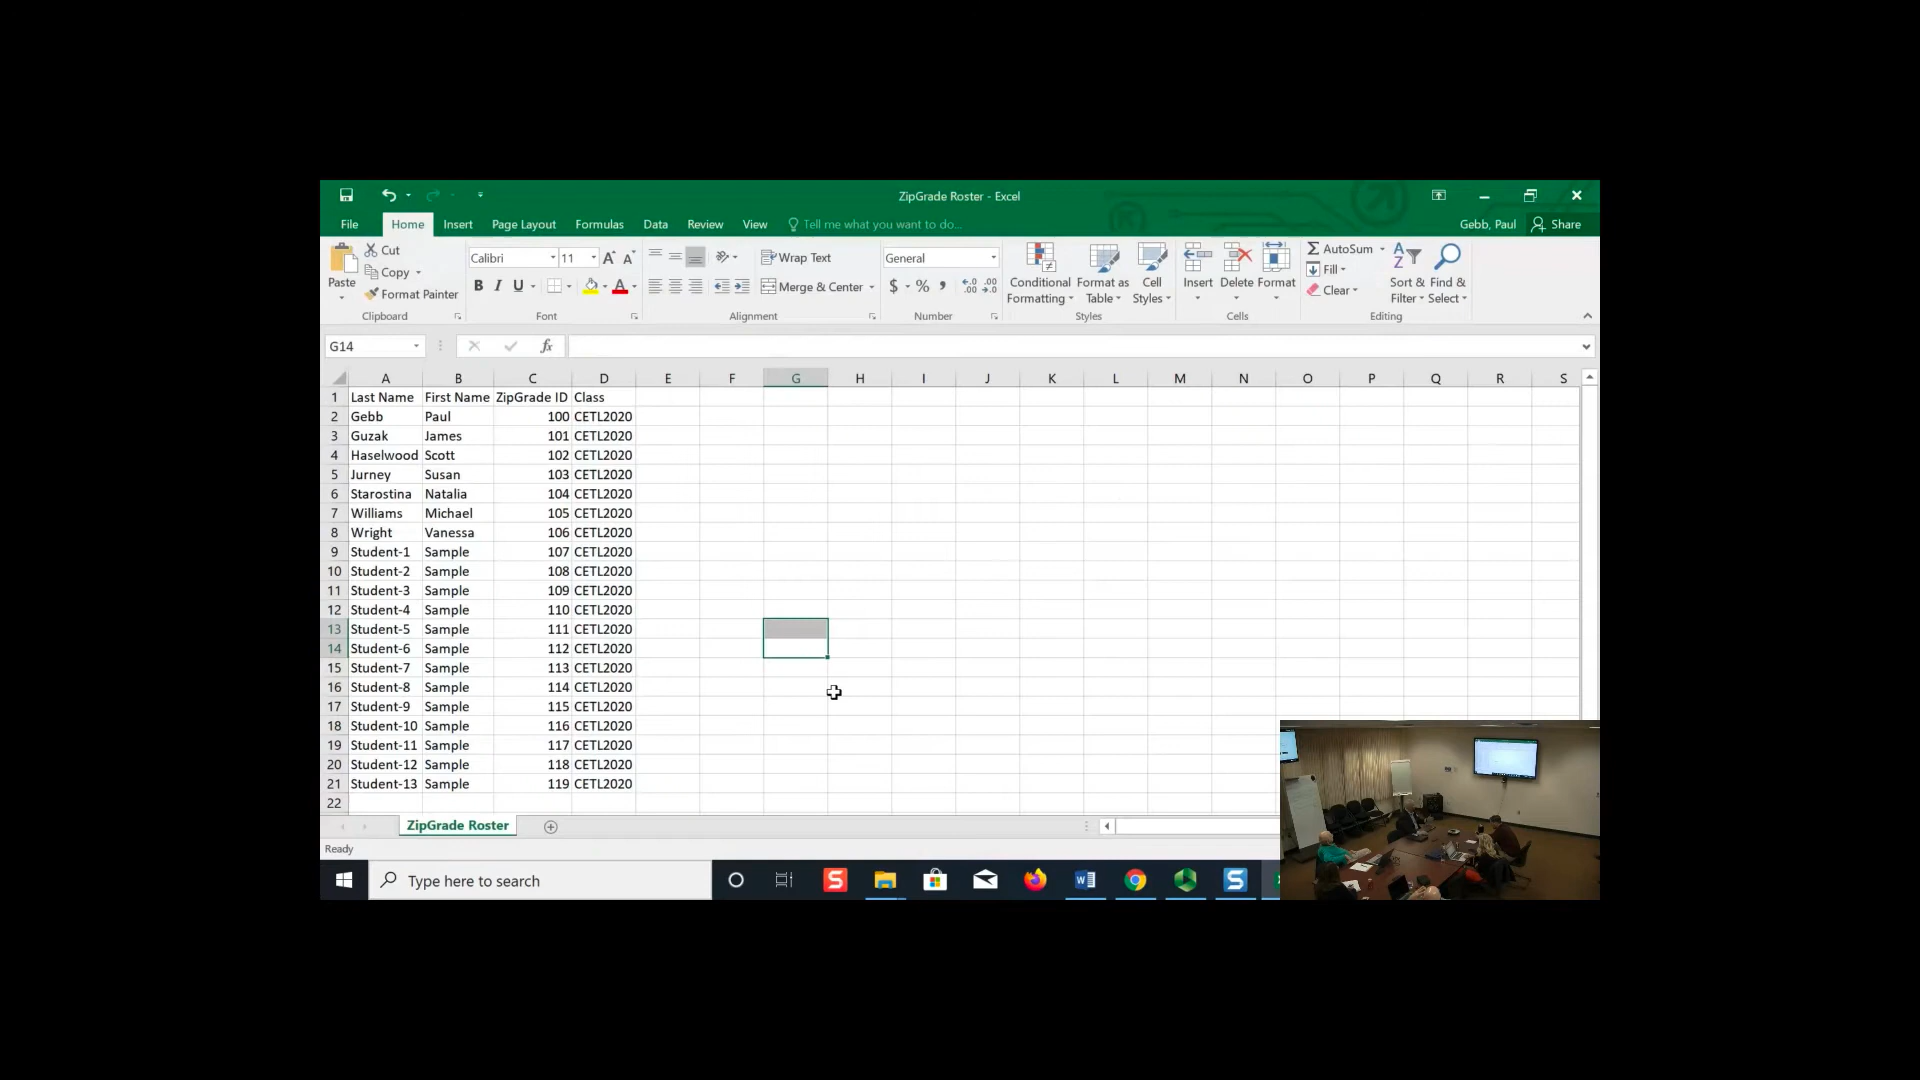 ZipGrade Roster - Excel
File Home Insert Page Layout Formulas Data Review View Tell me what you want to do... Gebb, Paul Share
Paste
Cut
Copy
Format Painter
Clipboard
Calibri 11
B I U
Font
Wrap Text
Merge & Center
Alignment
General
$ % ,
Number
Conditional Formatting
Format as Table
Cell Styles
Styles
Insert Delete Format
Cells
AutoSum
Fill
Clear
Sort & Filter
Find & Select
Editing
G14 fx
A B C D E F G H I J K L M N O P Q R S
1 Last Name First Name ZipGrade ID Class
2 Gebb Paul 100 CETL2020
3 Guzak James 101 CETL2020
4 Haselwood Scott 102 CETL2020
5 Jurney Susan 103 CETL2020
6 Starostina Natalia 104 CETL2020
7 Williams Michael 105 CETL2020
8 Wright Vanessa 106 CETL2020
9 Student-1 Sample 107 CETL2020
10 Student-2 Sample 108 CETL2020
11 Student-3 Sample 109 CETL2020
12 Student-4 Sample 110 CETL2020
13 Student-5 Sample 111 CETL2020
14 Student-6 Sample 112 CETL2020
15 Student-7 Sample 113 CETL2020
16 Student-8 Sample 114 CETL2020
17 Student-9 Sample 115 CETL2020
18 Student-10 Sample 116 CETL2020
19 Student-11 Sample 117 CETL2020
20 Student-12 Sample 118 CETL2020
21 Student-13 Sample 119 CETL2020
22
ZipGrade Roster
Ready
Type here to search